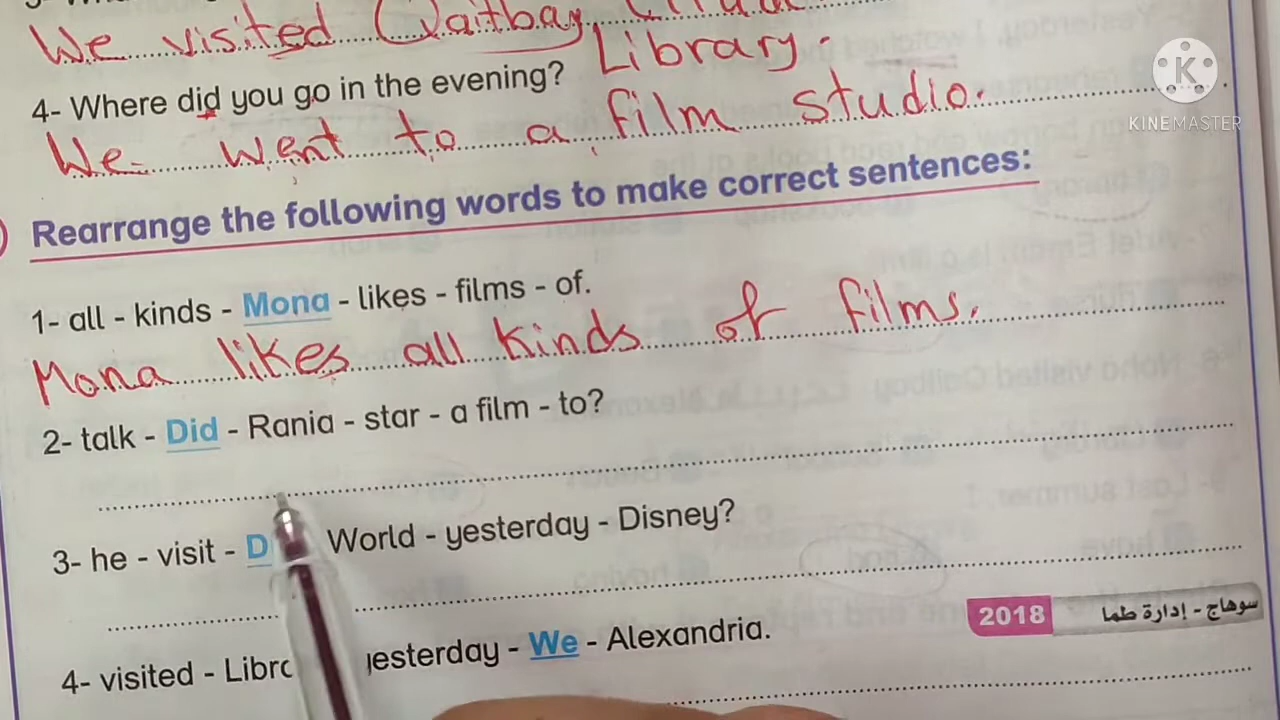 We visited Qaitbay
Library.
4- Where did you go in the evening?
We went to a film studio.
K
KINEMASTER
Rearrange the following words to make correct sentences:
1- all - kinds - Mona - likes - films - of.
Mona likes all kinds of films.
2- talk - Did - Rania - star - a film - to?
3- he - visit - D World - yesterday - Disney?
2018 سوهاج - إدارة طما
4- visited - yesterday - We - Alexandria.